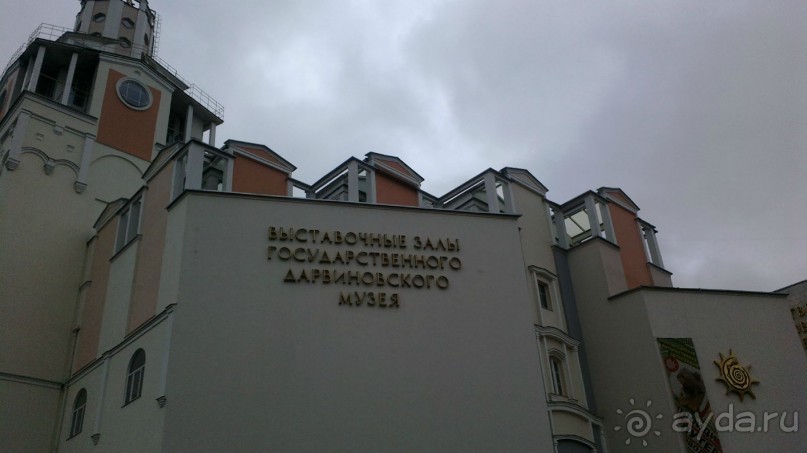 ВЫСТАВОЧНЫЕ ЗАЛЫ
ГОСУДАРСТВЕННОГО
ДАРВИНОВСКОГО
МУЗЕЯ
ayda.ru